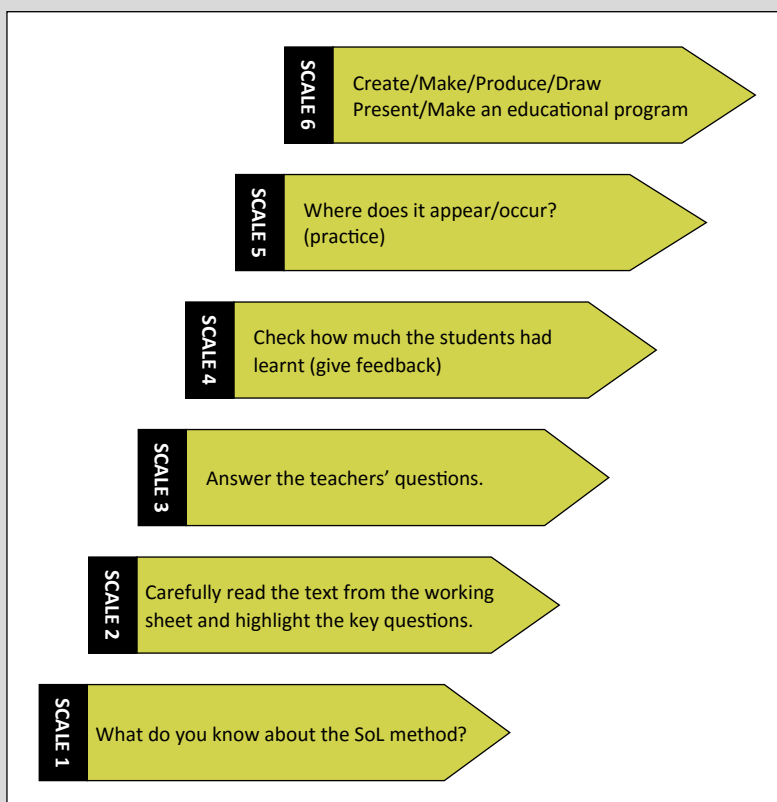 SCALE 6
Create/Make/Produce/Draw
Present/Make an educational program
SCALE 5
Where does it appear/occur?
(practice)
SCALE 4
Check how much the students had
learnt (give feedback)
SCALE 3
Answer the teachers’ questions.
SCALE 2
Carefully read the text from the working
sheet and highlight the key questions.
SCALE 1
What do you know about the SoL method?